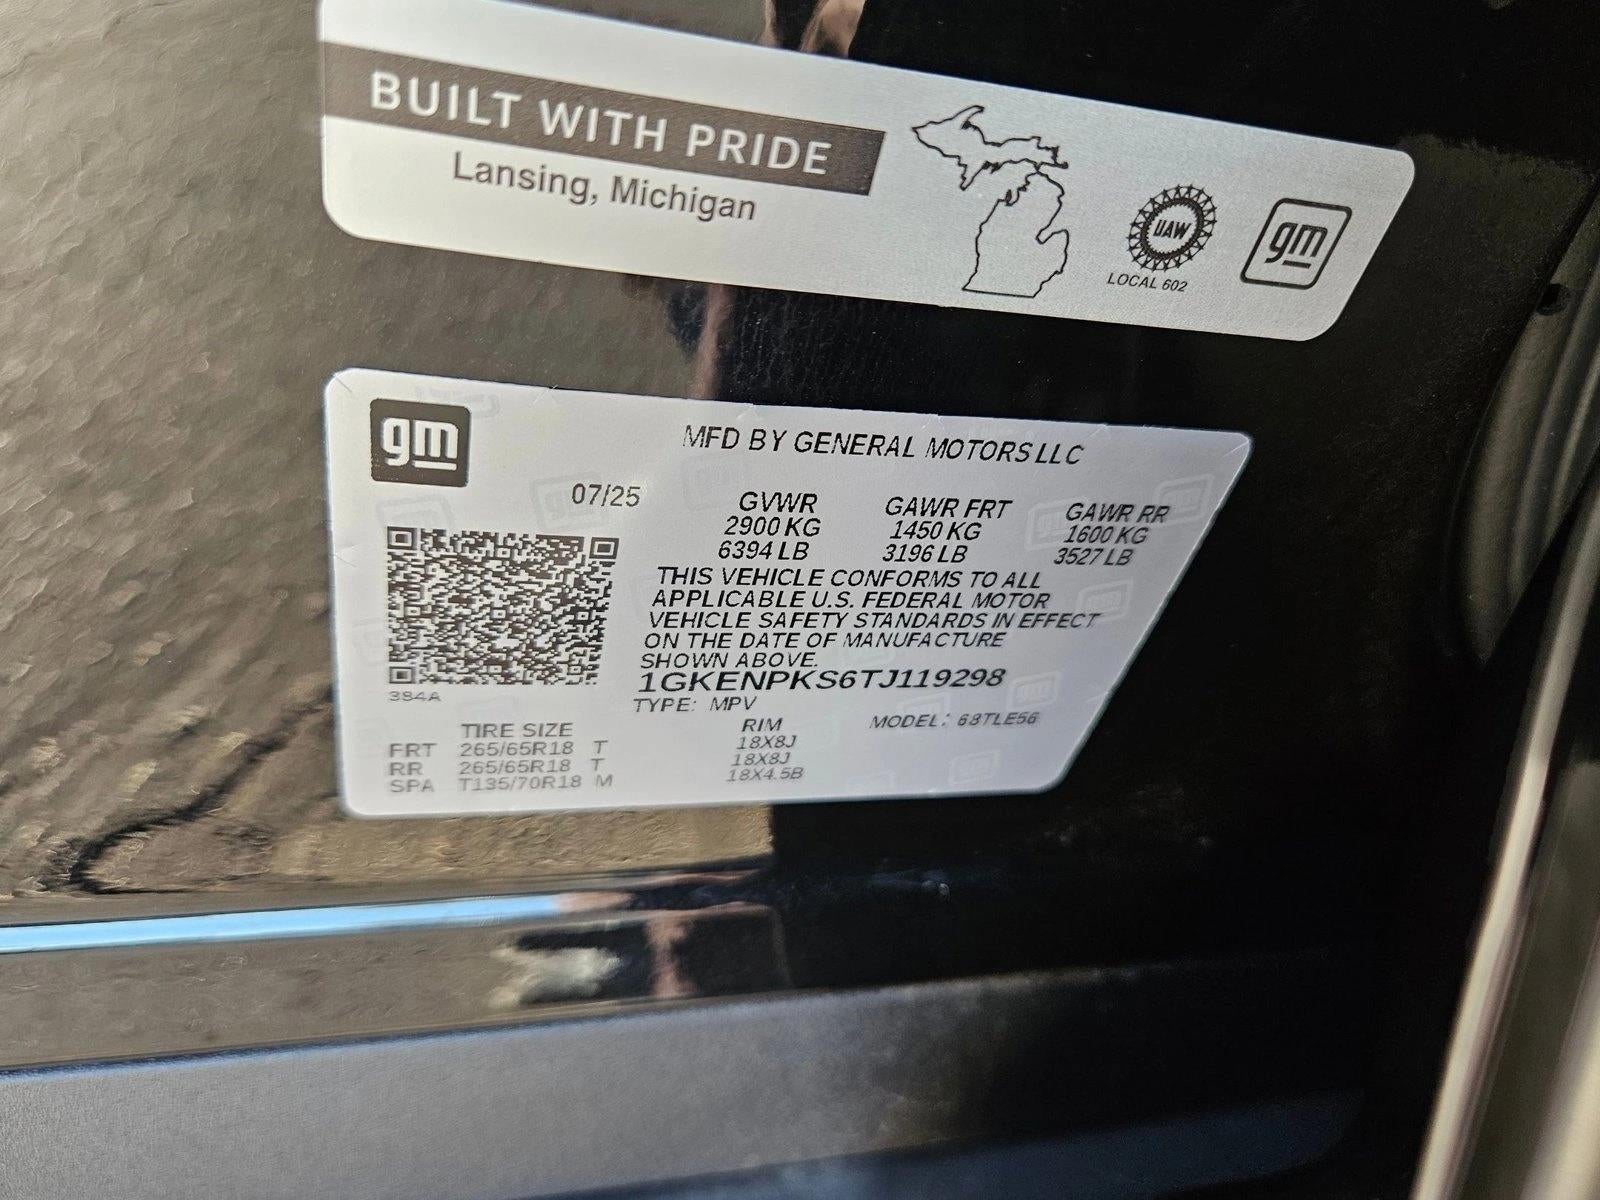 BUILT WITH PRIDE
Lansing, Michigan
UAW
LOCAL 602
gm
gm
MFD BY GENERAL MOTORS LLC
07/25
GVWR GAWR FRT GAWR RR
2900 KG 1450 KG 1600 KG
6394 LB 3196 LB 3527 LB
THIS VEHICLE CONFORMS TO ALL
APPLICABLE U.S. FEDERAL MOTOR
VEHICLE SAFETY STANDARDS IN EFFECT
ON THE DATE OF MANUFACTURE
SHOWN ABOVE.
1GKENPKS6TJ119298
384A
TYPE: MPV
MODEL: 68TLE56
TIRE SIZE RIM
FRT 265/65R18 T 18X8J
RR 265/65R18 T 18X8J
SPA T135/70R18 M 18X4.5B